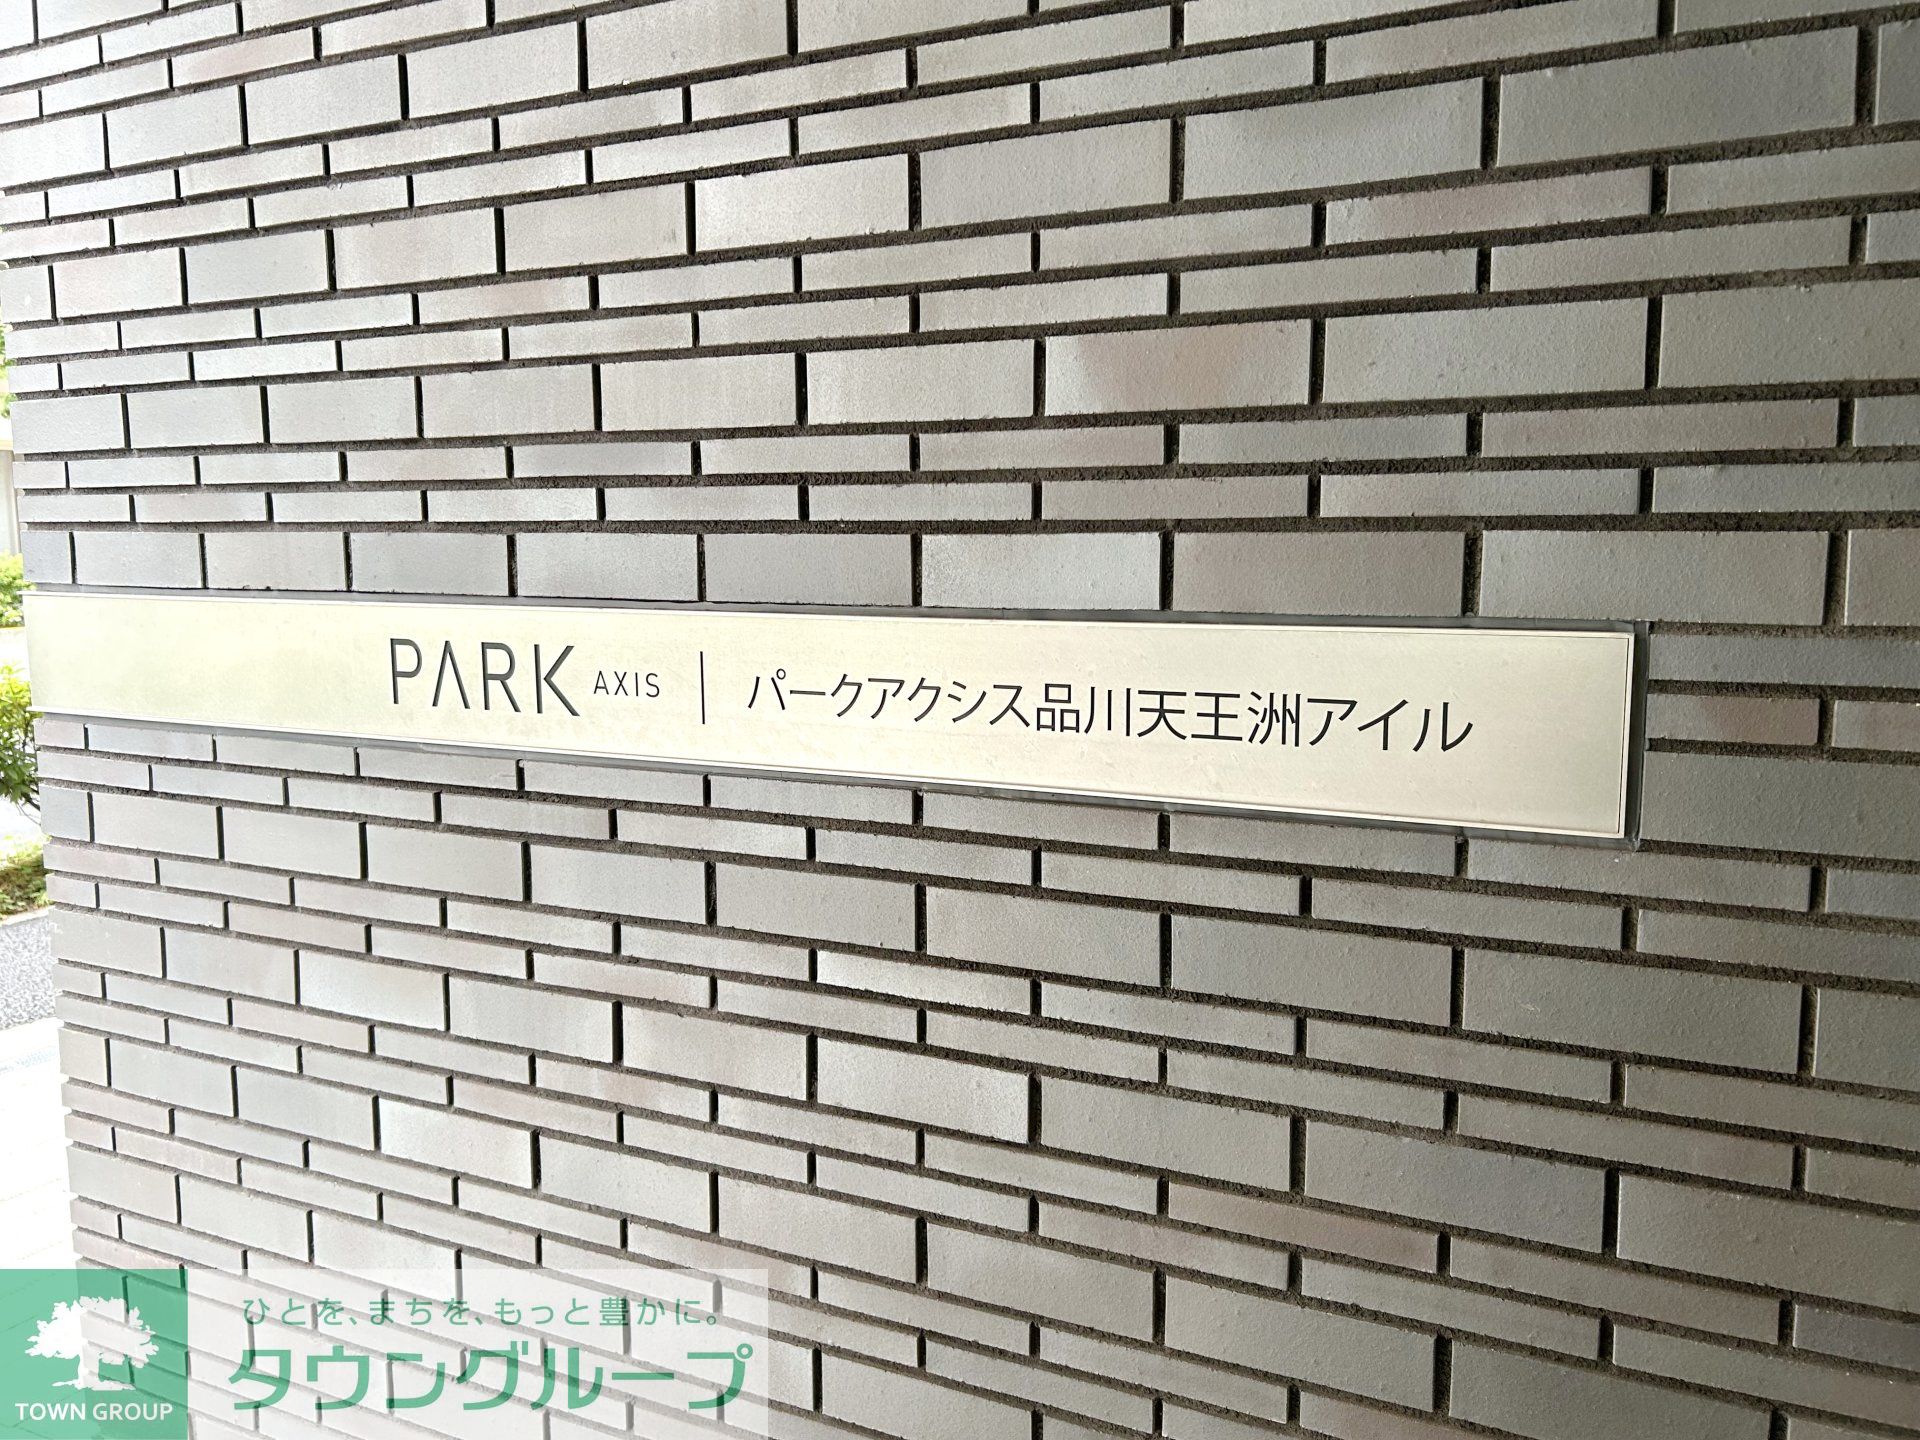 PARK AXIS | パークアクシス品川天王洲アイル
ひとを、まちを、もっと豊かに。
タウングループ
TOWN GROUP